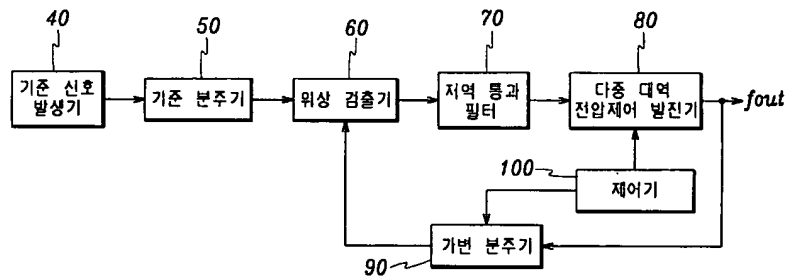 40
50
60
70
80
기준 신호
발생기
기준 분주기
위상 검출기
저역 통과
필터
다중 대역
전압제어 발진기
fout
100
제어기
가변 분주기
90